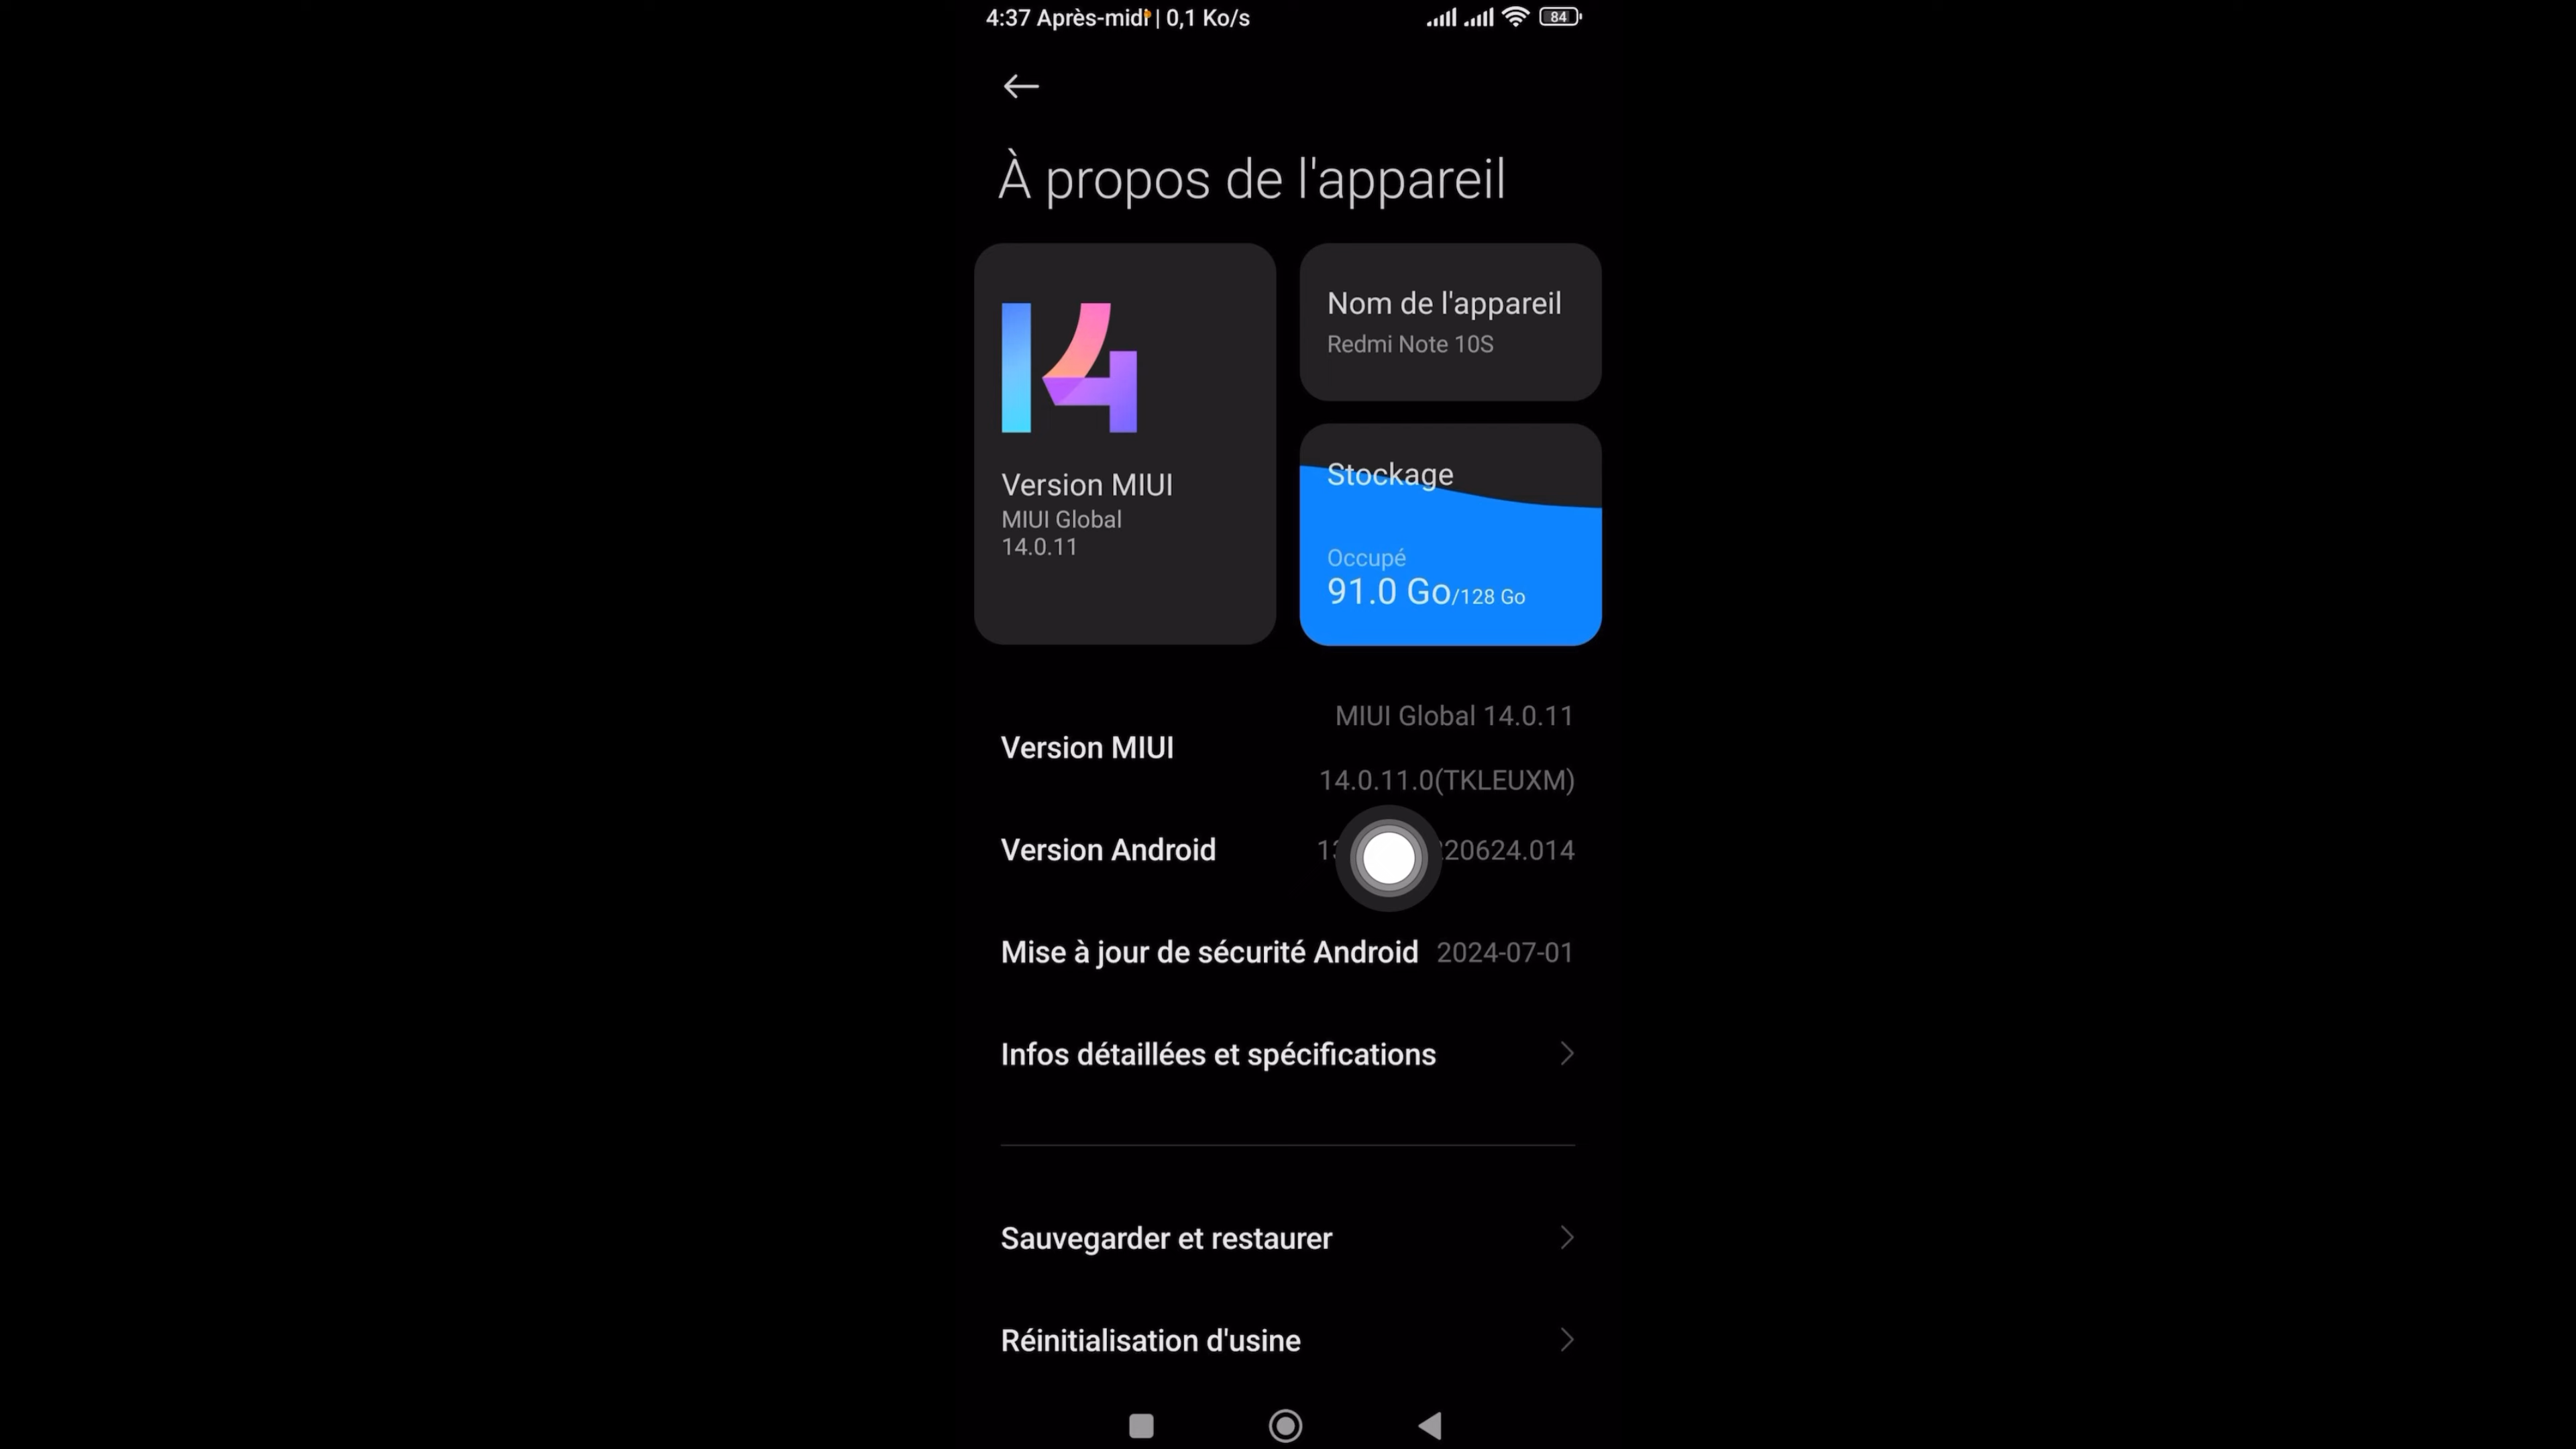 4:37 Après-midi | 0,1 Ko/s
84
À propos de l'appareil
14
Version MIUI
MIUI Global
14.0.11
Nom de l'appareil
Redmi Note 10S
Stockage
Occupé
91.0 Go/128 Go
Version MIUI
MIUI Global 14.0.11
14.0.11.0(TKLEUXM)
Version Android
Mise à jour de sécurité Android 2024-07-01
Infos détaillées et spécifications
Sauvegarder et restaurer
Réinitialisation d'usine